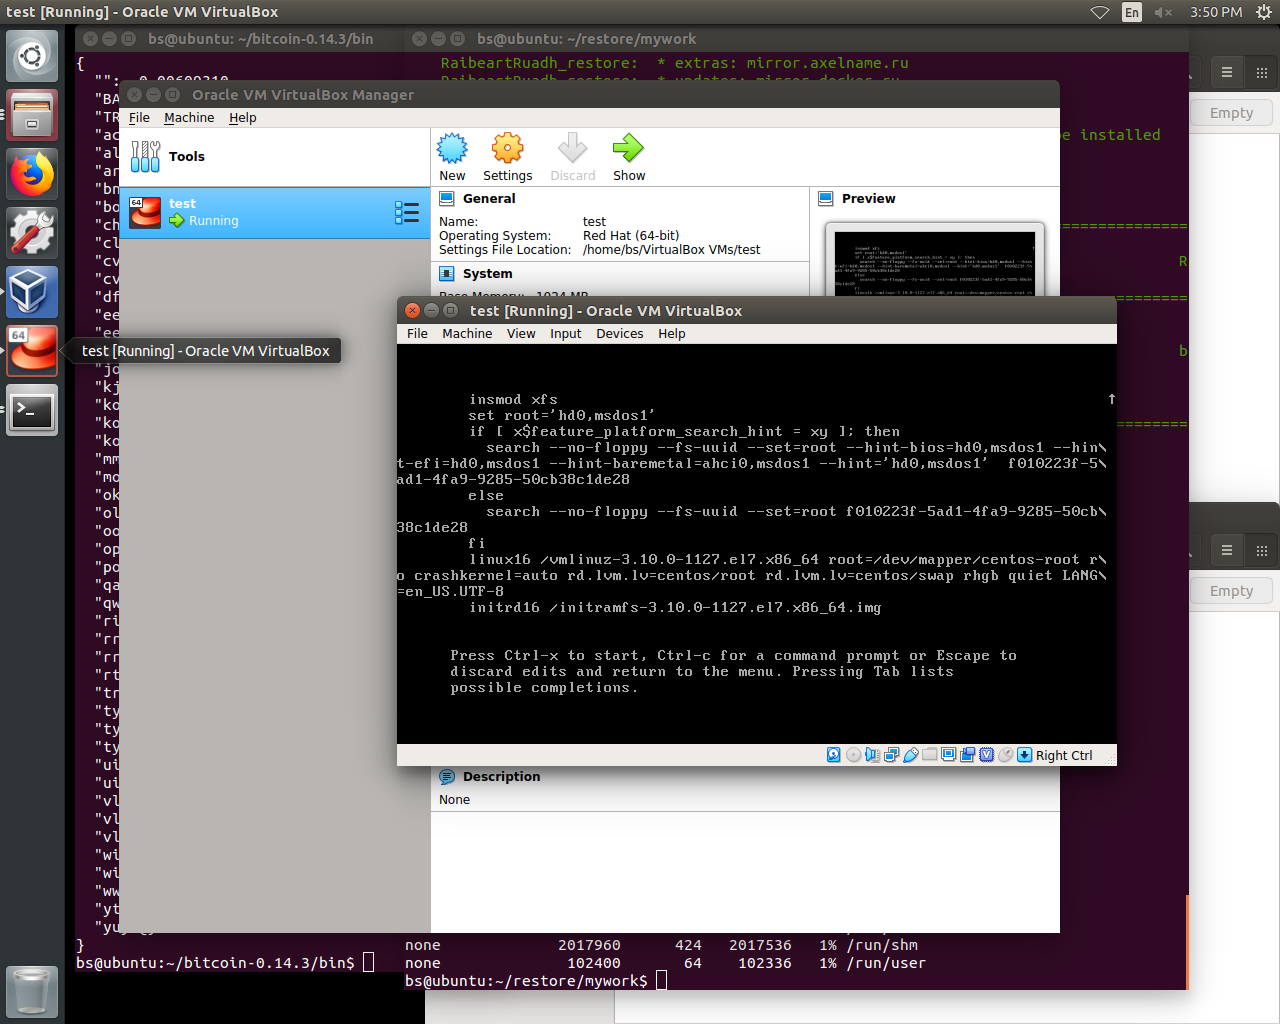 test [Running] - Oracle VM VirtualBox
En
3:50 PM
bs@ubuntu: ~/bitcoin-0.14.3/bin
bs@ubuntu: ~/restore/mywork
{
RaibeartRuadh_restore:  * extras: mirror.axelname.ru
Oracle VM VirtualBox Manager
File Machine Help
Tools
New Settings Discard Show
64
test
Running
General
Name: test
Operating System: Red Hat (64-bit)
Settings File Location: /home/bs/VirtualBox VMs/test
System
Preview
Empty
e installed
R
b
test [Running] - Oracle VM VirtualBox
File Machine View Input Devices Help
insmod xfs
set root='hd0,msdos1'
if [ x$feature_platform_search_hint = xy ]; then
search --no-floppy --fs-uuid --set=root --hint-bios=hd0,msdos1 --hin\
t-efi=hd0,msdos1 --hint-baremetal=ahci0,msdos1 --hint='hd0,msdos1'  f010223f-5\
ad1-4fa9-9285-50cb38c1de28
else
search --no-floppy --fs-uuid --set=root f010223f-5ad1-4fa9-9285-50cb\
38c1de28
fi
linux16 /vmlinuz-3.10.0-1127.el7.x86_64 root=/dev/mapper/centos-root r\
o crashkernel=auto rd.lvm.lv=centos/root rd.lvm.lv=centos/swap rhgb quiet LANG\
=en_US.UTF-8
initrd16 /initramfs-3.10.0-1127.el7.x86_64.img
Press Ctrl-x to start, Ctrl-c for a command prompt or Escape to
discard edits and return to the menu. Pressing Tab lists
possible completions.
Right Ctrl
64
test [Running] - Oracle VM VirtualBox
Empty
Description
None
"BA
"TR
"ac
"al
"ar
"bn
"bo
"ch
"cl
"cv
"cv
"df
"ee
"kj
"ko
"ko
"ko
"mm
"mo
"ok
"ol
"oo
"op
"po
"qa
"qw
"ri
"rr
"rr
"rt
"tr
"ty
"ty
"ty
"ui
"ui
"vl
"vl
"vl
"wi
"wi
"ww
"yt
}
bs@ubuntu:~/bitcoin-0.14.3/bin$
none 2017960 424 2017536 1% /run/shm
none 102400 64 102336 1% /run/user
bs@ubuntu:~/restore/mywork$